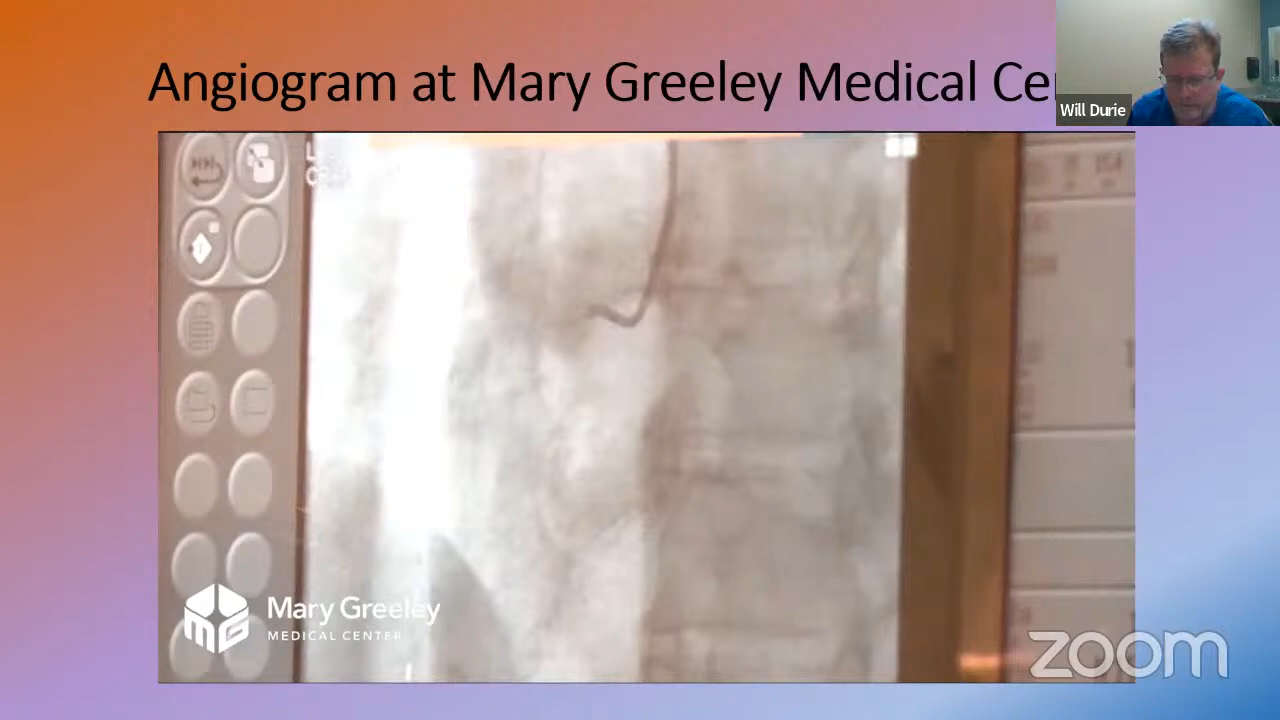 Angiogram at Mary Greeley Medical Ce
Will Durie
Mary Greeley
MEDICAL CENTER
zoom